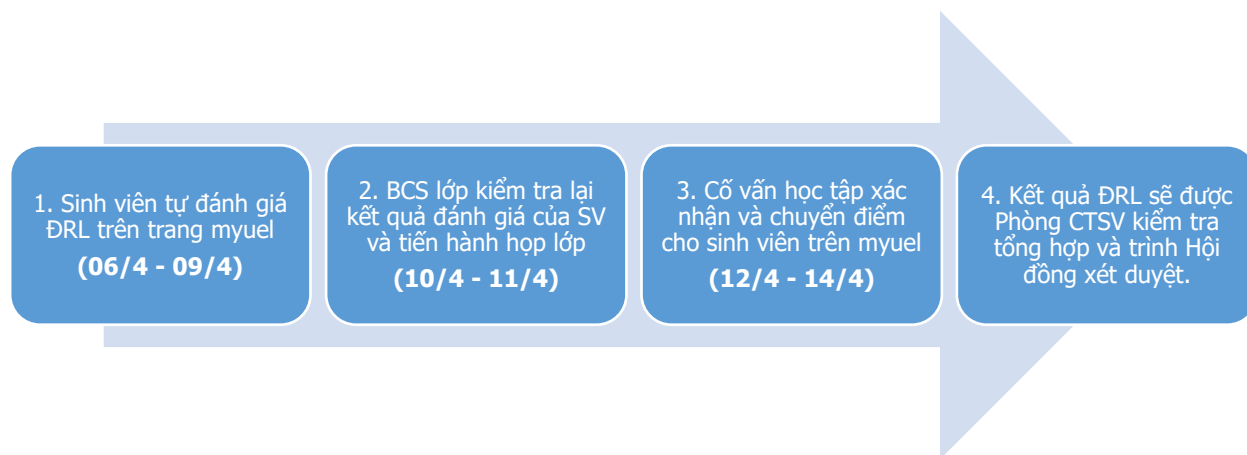 1. Sinh viên tự đánh giá
ĐRL trên trang myuel
(06/4 - 09/4)
2. BCS lớp kiểm tra lại
kết quả đánh giá của SV
và tiến hành họp lớp
(10/4 - 11/4)
3. Cố vấn học tập xác
nhận và chuyển điểm
cho sinh viên trên myuel
(12/4 - 14/4)
4. Kết quả ĐRL sẽ được
Phòng CTSV kiểm tra
tổng hợp và trình Hội
đồng xét duyệt.